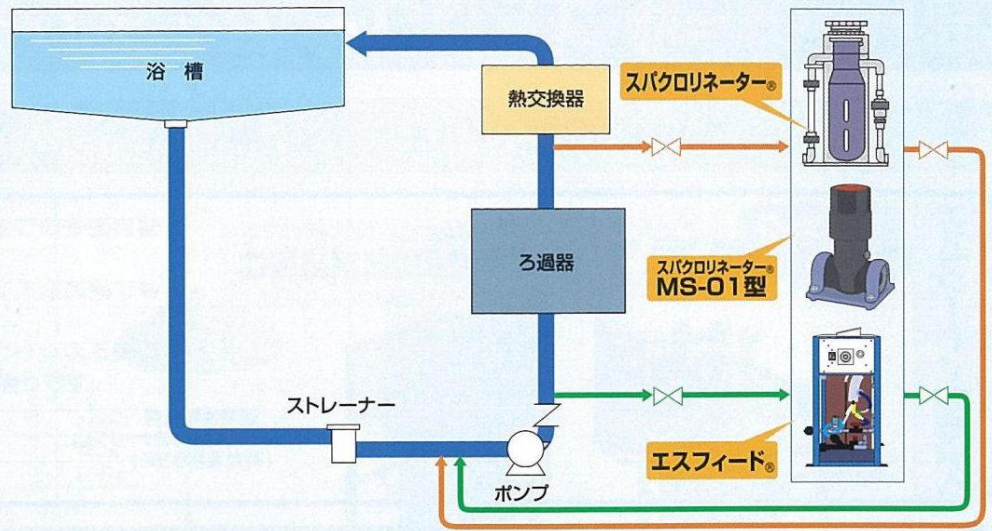 浴 槽
熱交換器
スパクロリネーター®
ろ過器
スパクロリネーター®
MS-01型
ストレーナー
ポンプ
エスフィード®